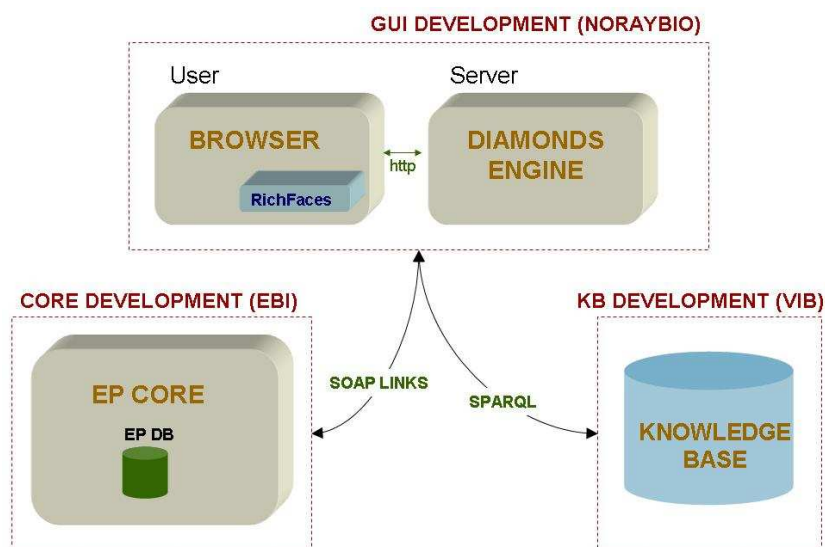 GUI DEVELOPMENT (NORAYBIO)
User
Server
BROWSER
RichFaces
http
DIAMONDS
ENGINE
CORE DEVELOPMENT (EBI)
KB DEVELOPMENT (VIB)
EP CORE
EP DB
SOAP LINKS
SPARQL
KNOWLEDGE
BASE